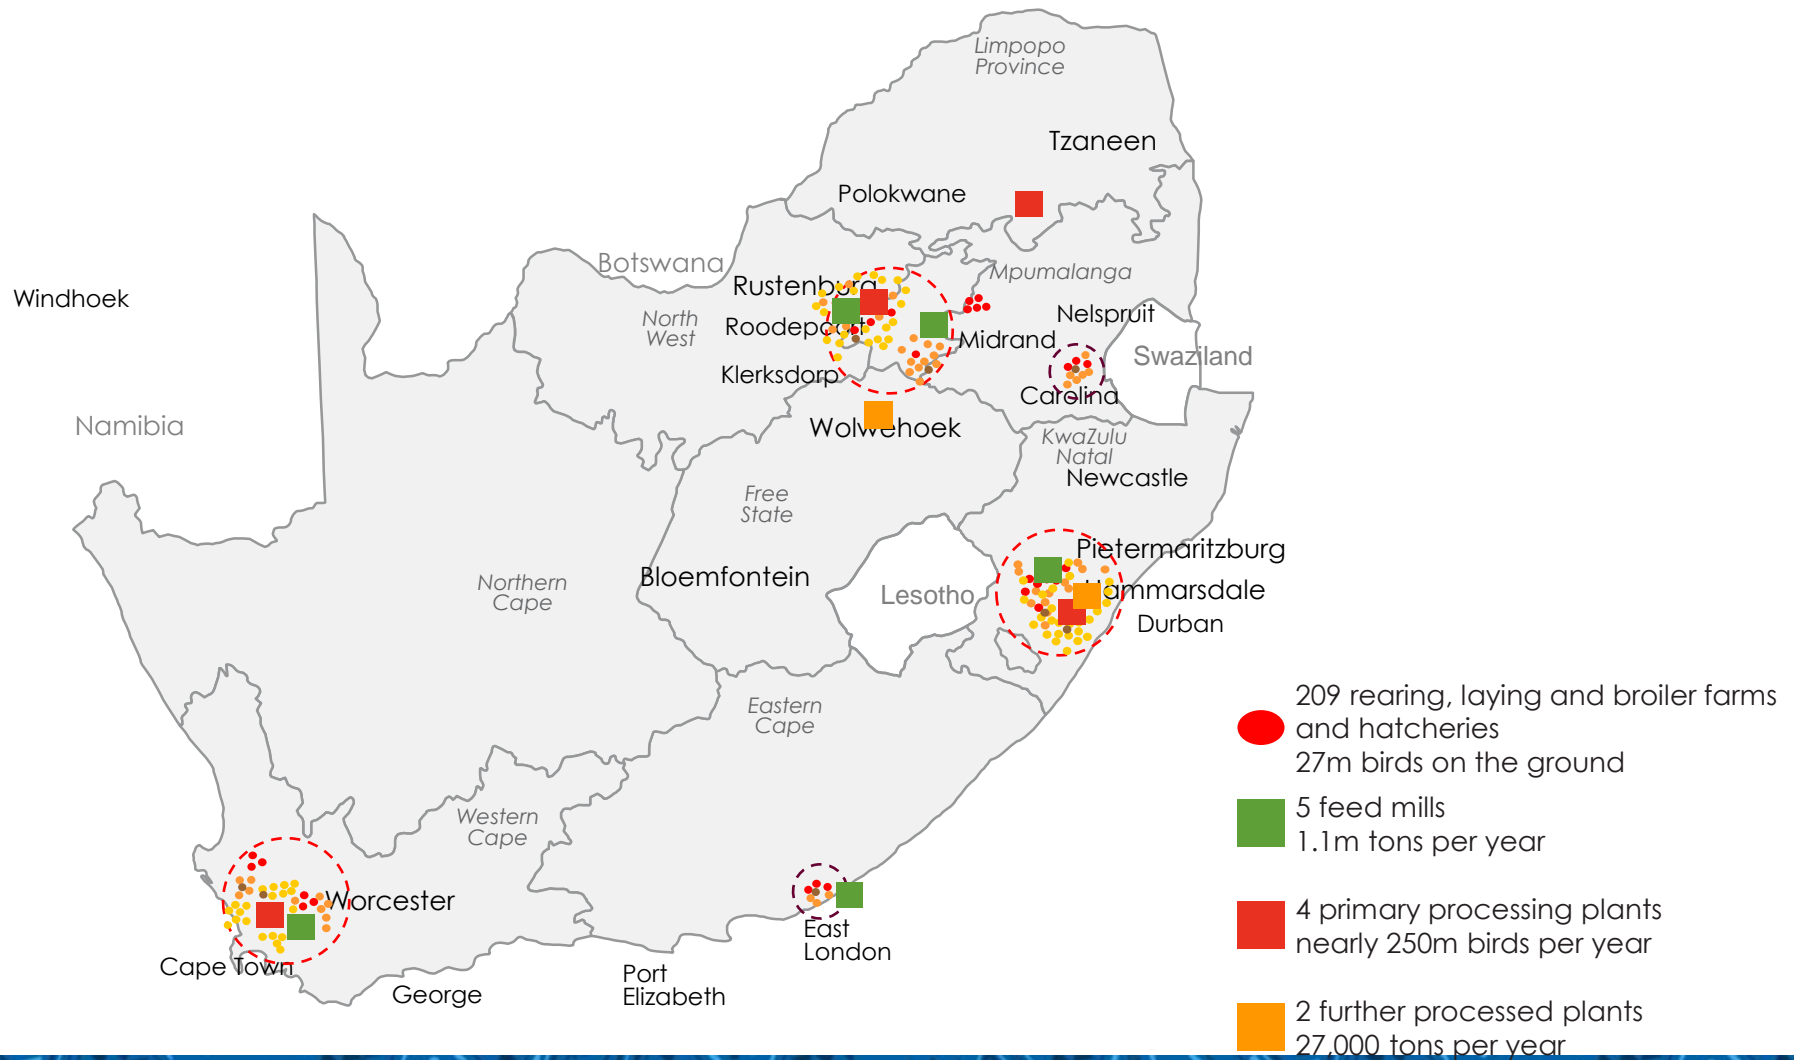 Limpopo
Province
Tzaneen
Polokwane
Botswana
Mpumalanga
Rustenburg
Windhoek
Nelspruit
North
West
Roodepoort
Midrand
Swaziland
Klerksdorp
Carolina
Namibia
Wolwehoek
KwaZulu
Natal
Newcastle
Free
State
Pietermaritzburg
Bloemfontein
Northern
Cape
Lesotho
Hammarsdale
Durban
Eastern
Cape
Western
Cape
Worcester
East
London
Cape Town
George
Port
Elizabeth
209 rearing, laying and broiler farms
and hatcheries
27m birds on the ground
5 feed mills
1.1m tons per year
4 primary processing plants
nearly 250m birds per year
2 further processed plants
27,000 tons per year